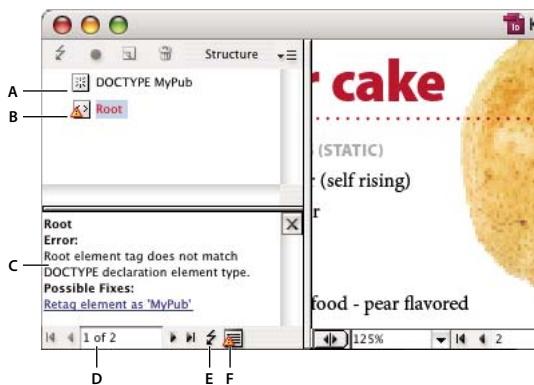 Structure
A
DOCTYPE MyPub
B
Root
cake
(STATIC)
(self rising)
Root
Error:
C
Root element tag does not match
DOCTYPE declaration element type.
Possible Fixes:
Retag element as 'MyPub'
food - pear flavored
1 of 2
125%
2
D
E
F